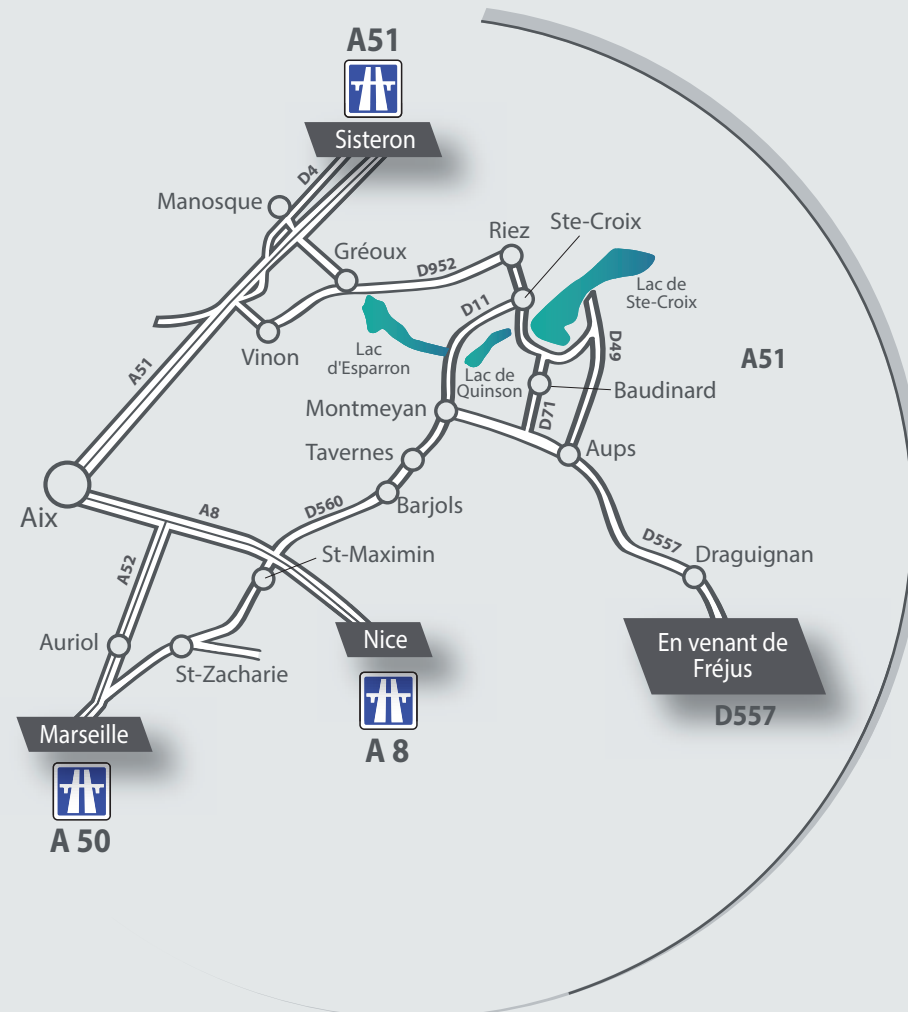 A51
Sisteron
D4
Manosque
Ste-Croix
Riez
Gréoux
D952
Lac de
Ste-Croix
D11
Vinon
Lac
d'Esparron
D49
A51
A51
Lac de
Quinson
Baudinard
Montmeyan
D71
Tavernes
Aups
Aix
D560
Barjols
A8
D557
St-Maximin
Draguignan
A52
Auriol
Nice
En venant de
Fréjus
St-Zacharie
D557
Marseille
A 8
A 50